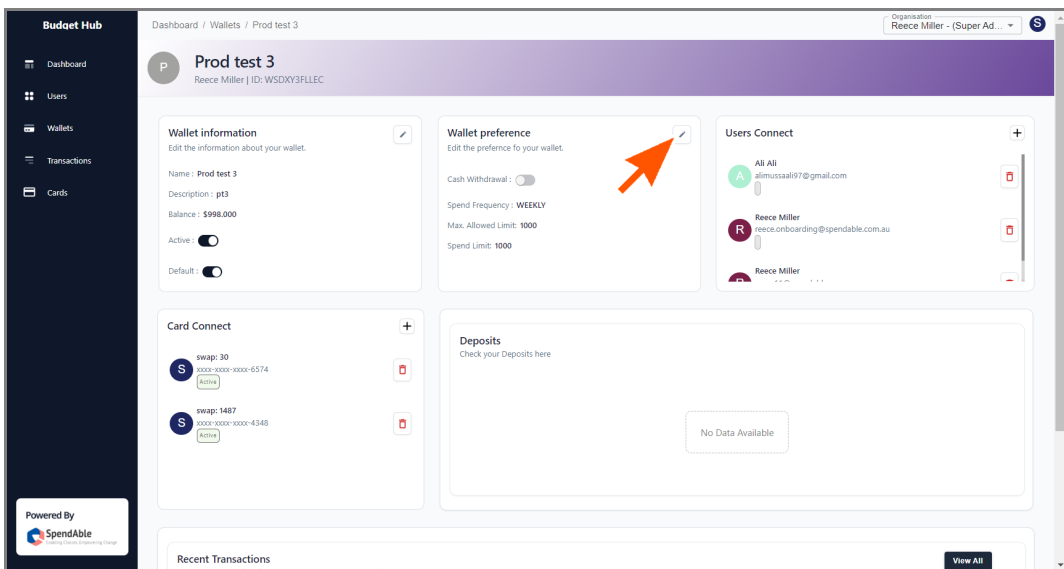 Budget Hub
Dashboard / Wallets / Prod test 3
Organisation
Reece Miller - (Super Ad...
S
Dashboard
Users
Wallets
Transactions
Cards
P
Prod test 3
Reece Miller | ID: WSDXY3FLLEC
Wallet information
Edit the information about your wallet.
Name : Prod test 3
Description : pt3
Balance : $998.000
Active :
Default :
Wallet preference
Edit the prefernce fo your wallet.
Cash Withdrawal :
Spend Frequency : WEEKLY
Max. Allowed Limit: 1000
Spend Limit: 1000
Users Connect
+
A
Ali Ali
alimussaali97@gmail.com
R
Reece Miller
reece.onboarding@spendable.com.au
Reece Miller
Card Connect
+
S
swap: 30
xxxx-xxxx-xxxx-6574
Active
S
swap: 1487
xxxx-xxxx-xxxx-4348
Active
Deposits
Check your Deposits here
No Data Available
Powered By
SpendAble
Enabling Choices, Empowering Change
Recent Transactions
View All